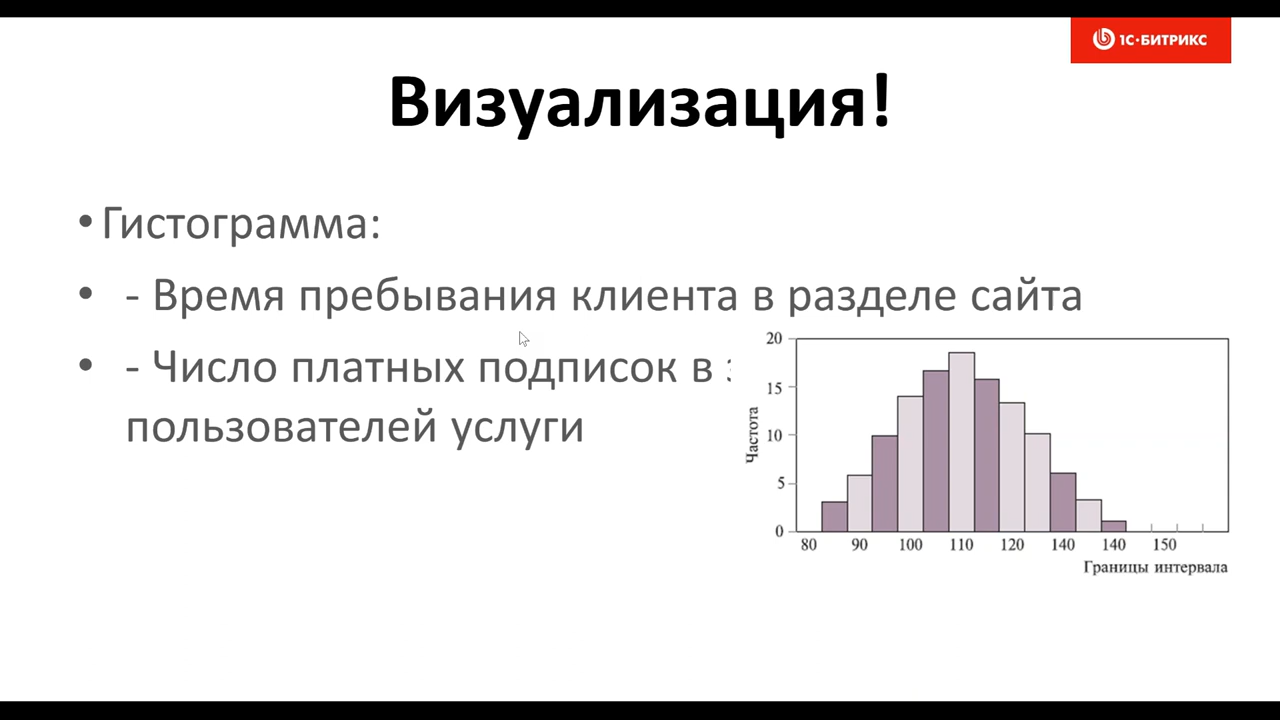 1С-БИТРИКС
Визуализация!
• Гистограмма:
• - Время пребывания клиента в разделе сайта
• - Число платных подписок в
пользователей услуги
20
15
10
5
0
Частота
80 90 100 110 120 140 140 150
Границы интервала